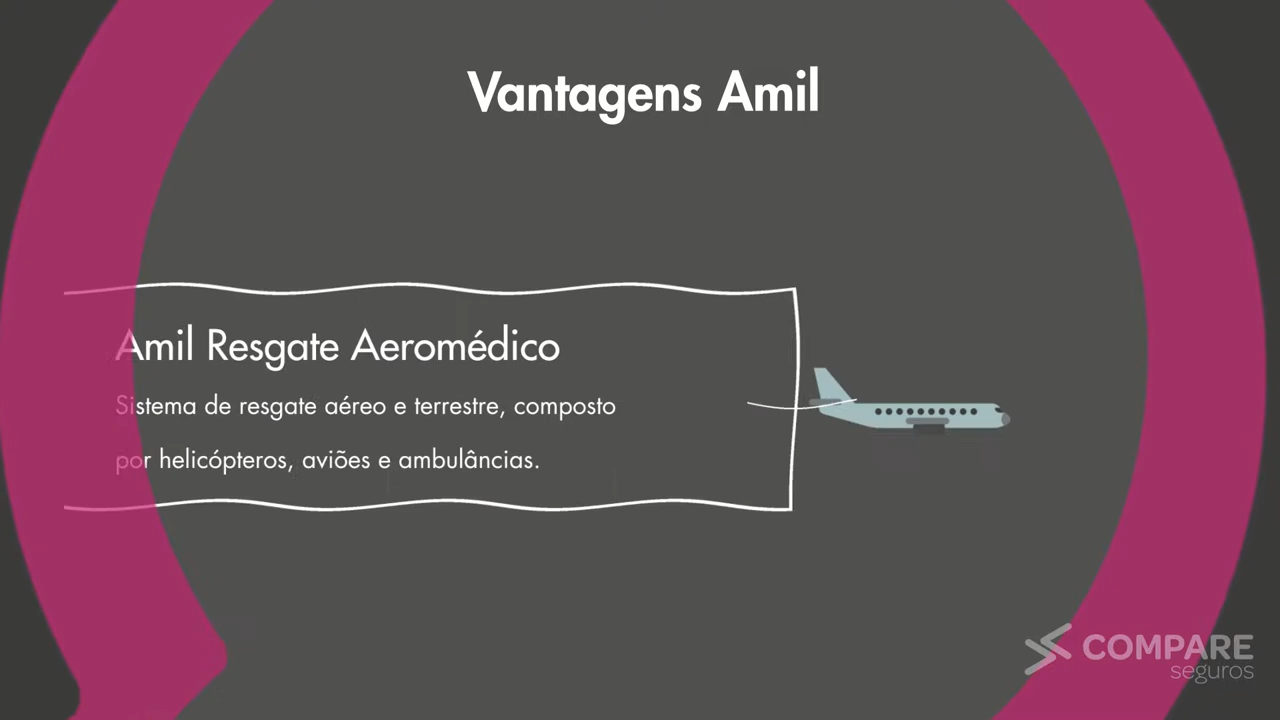 Vantagens Amil
Amil Resgate Aeromédico
Sistema de resgate aéreo e terrestre, composto
por helicópteros, aviões e ambulâncias.
COMPARE
seguros